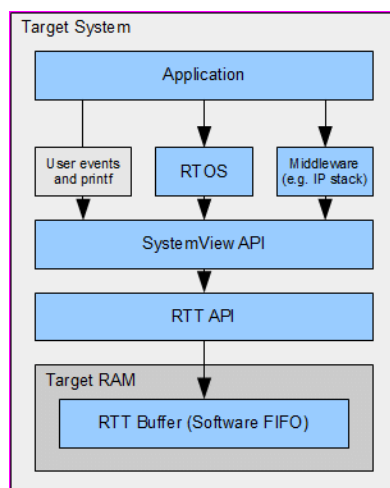 Target System
Application
User events
and printf
RTOS
Middleware
(e.g. IP stack)
SystemView API
RTT API
Target RAM
RTT Buffer (Software FIFO)